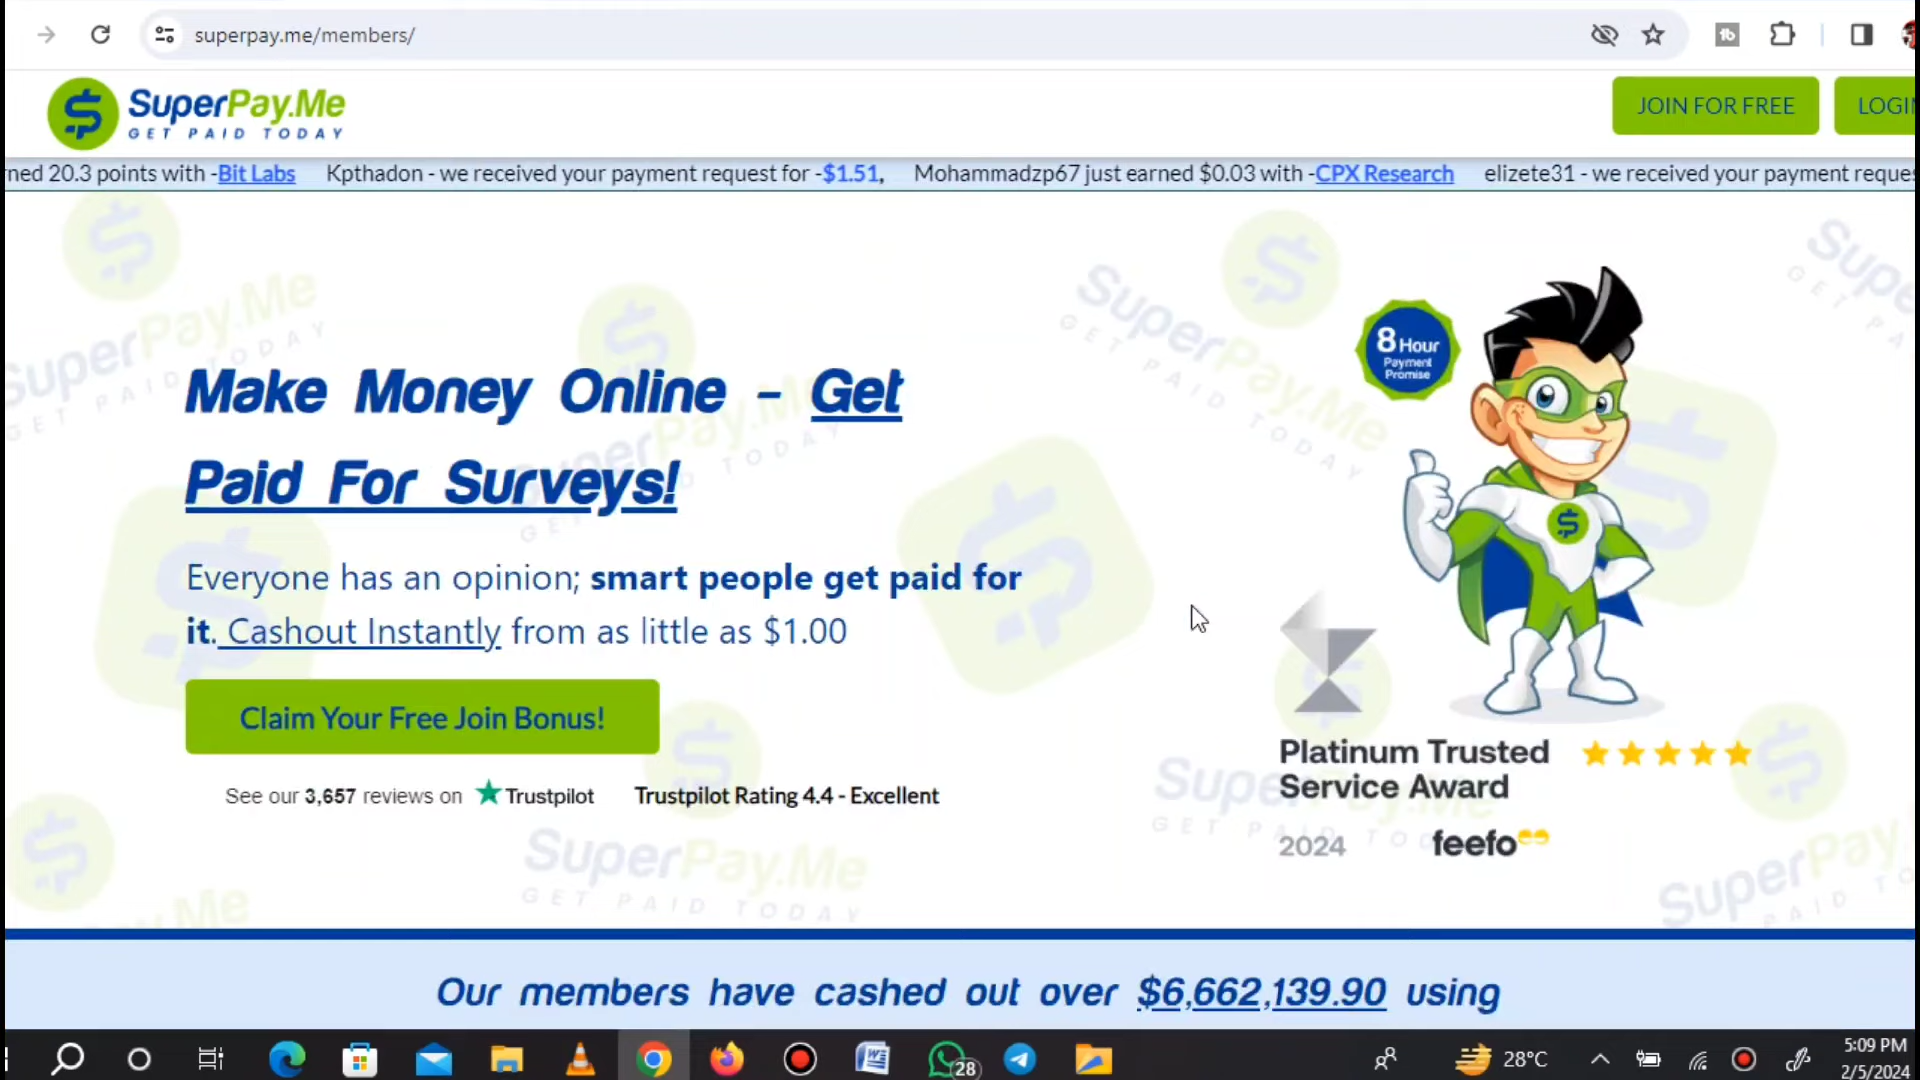 superpay.me/members/
SuperPay.Me
GET PAID TODAY
JOIN FOR FREE
LOGIN
ned 20.3 points with -Bit Labs Kpthadon - we received your payment request for -$1.51, Mohammadzp67 just earned $0.03 with -CPX Research elizete31 - we received your payment reques
8 Hour
Payment
Promise
Make Money Online - Get
Paid For Surveys!
Everyone has an opinion; smart people get paid for
it. Cashout Instantly from as little as $1.00
Claim Your Free Join Bonus!
See our 3,657 reviews on Trustpilot Trustpilot Rating 4.4 - Excellent
Platinum Trusted
Service Award
2024 feefo
Our members have cashed out over $6,662,139.90 using
28
28°C
5:09 PM
2/5/2024